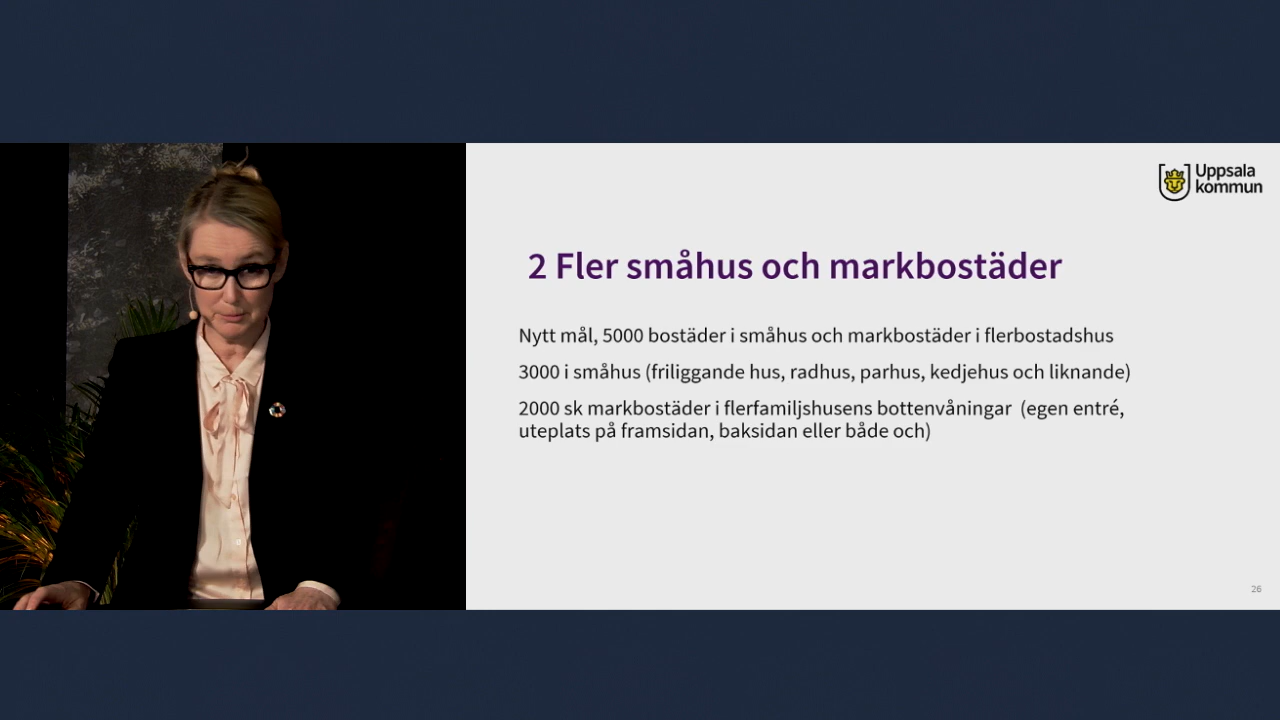 Uppsala
kommun
2 Fler småhus och markbostäder
Nytt mål, 5000 bostäder i småhus och markbostäder i flerbostadshus
3000 i småhus (friliggande hus, radhus, parhus, kedjehus och liknande)
2000 sk markbostäder i flerfamiljshusens bottenvåningar  (egen entré,
uteplats på framsidan, baksidan eller både och)
26